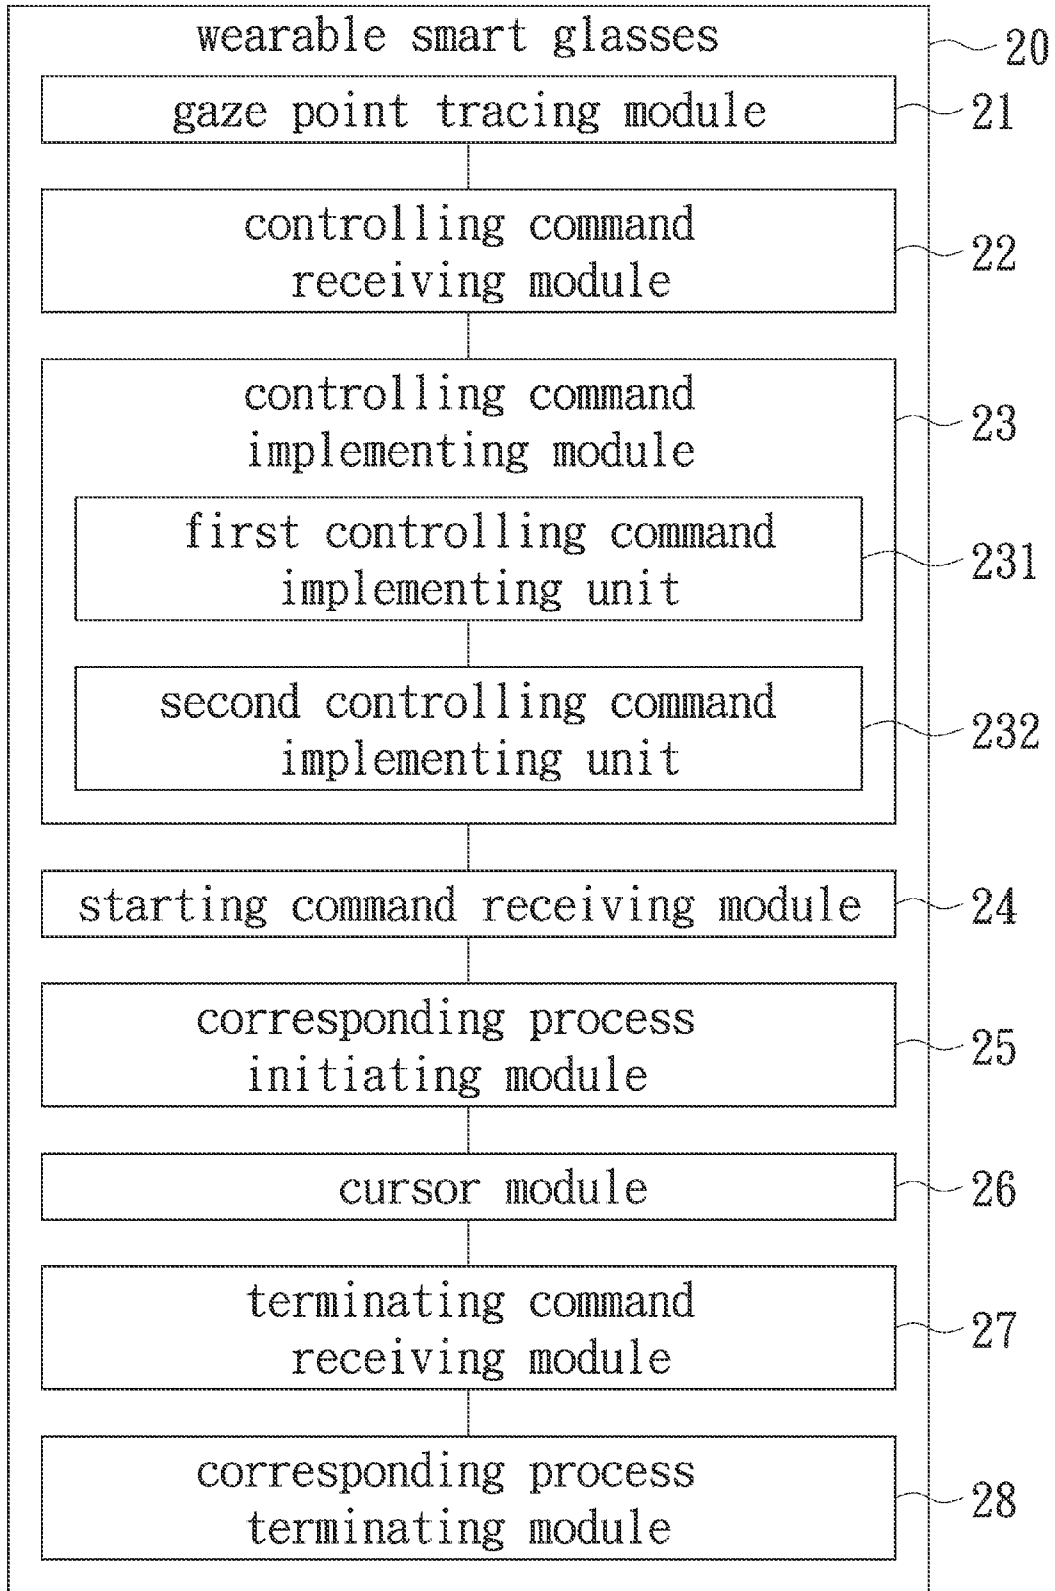 wearable smart glasses
20
gaze point tracing module
21
controlling command
receiving module
22
controlling command
implementing module
23
first controlling command
implementing unit
231
second controlling command
implementing unit
232
starting command receiving module
24
corresponding process
initiating module
25
cursor module
26
terminating command
receiving module
27
corresponding process
terminating module
28